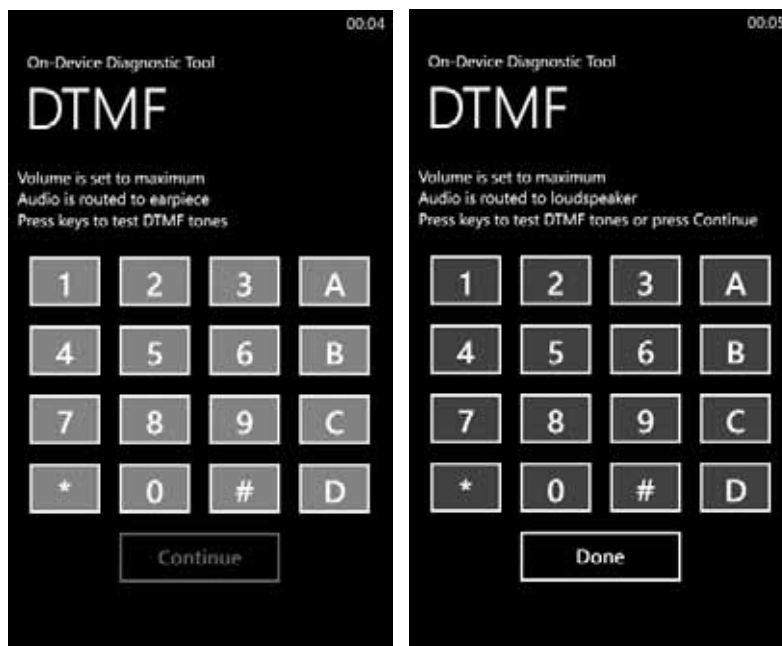 00:04
On-Device Diagnostic Tool
DTMF
Volume is set to maximum
Audio is routed to earpiece
Press keys to test DTMF tones
1 2 3 A
4 5 6 B
7 8 9 C
* 0 # D
Continue
00:05
On-Device Diagnostic Tool
DTMF
Volume is set to maximum
Audio is routed to loudspeaker
Press keys to test DTMF tones or press Continue
1 2 3 A
4 5 6 B
7 8 9 C
* 0 # D
Done